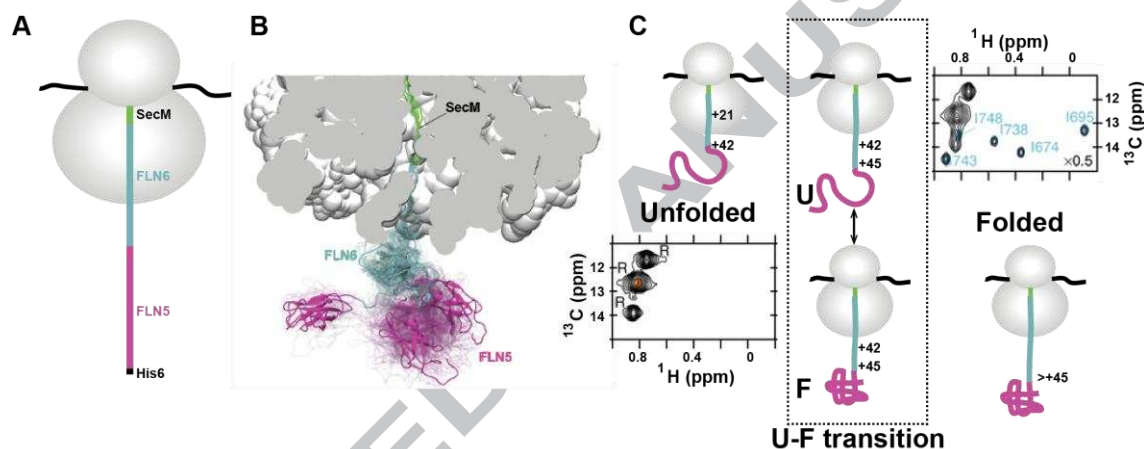 A
SecM
FLN6
FLN5
His6
B
SecM
FLN6
FLN5
C
+21
+42
Unfolded
R
R
R
12
13
14
13C (ppm)
0.8
0.4
0
1H (ppm)
+42
+45
U
+42
+45
F
U-F transition
1H (ppm)
0.8
0.4
0
I748
I738
I695
I674
I743
×0.5
12
13
14
13C (ppm)
Folded
>+45